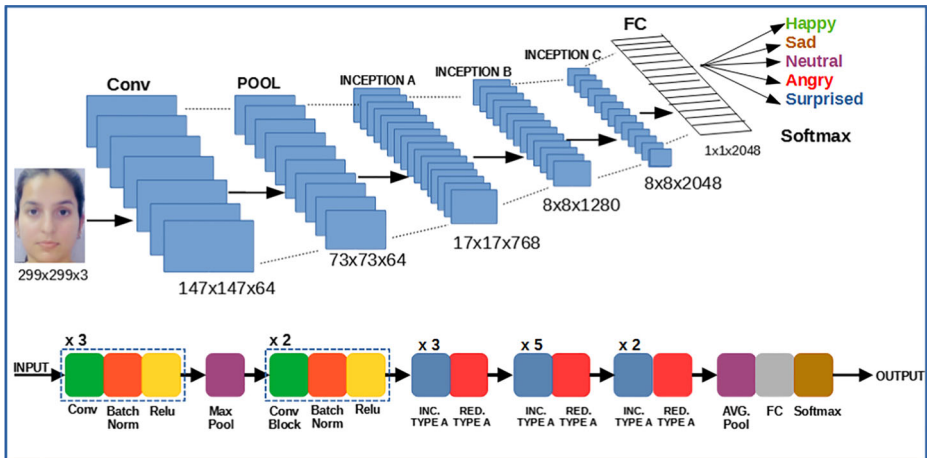 FC
Happy
Sad
Neutral
Angry
Surprised
Softmax
Conv
POOL
INCEPTION A
INCEPTION B
INCEPTION C
1x1x2048
8x8x2048
8x8x1280
17x17x768
73x73x64
147x147x64
299x299x3
x 3
x 2
x 3
x 5
x 2
INPUT
OUTPUT
Conv
Batch
Norm
Relu
Max
Pool
Conv
Block
Batch
Norm
Relu
INC.
TYPE A
RED.
TYPE A
INC.
TYPE A
RED.
TYPE A
INC.
TYPE A
RED.
TYPE A
AVG.
Pool
FC
Softmax